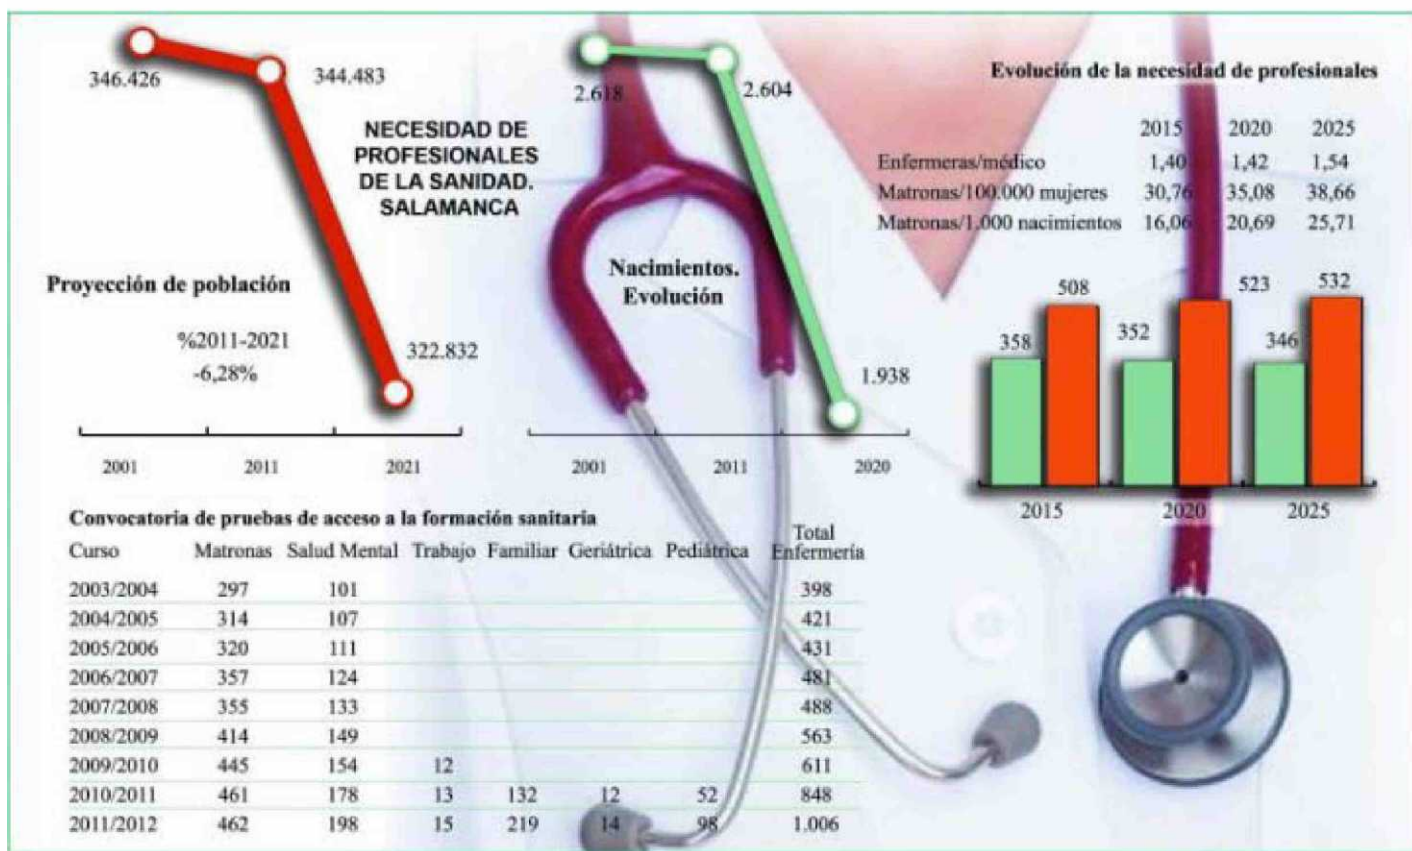 346.426
344.483
322.832
NECESIDAD DE
PROFESIONALES
DE LA SANIDAD.
SALAMANCA
Proyección de población
%2011-2021
-6,28%
2001 2011 2021
2.618
2.604
1.938
Nacimientos.
Evolución
2001 2011 2020
Evolución de la necesidad de profesionales
2015 2020 2025
Enfermeras/médico 1,40 1,42 1,54
Matronas/100.000 mujeres 30,76 35,08 38,66
Matronas/1,000 nacimientos 16,06 20,69 25,71
358 508 352 523 346 532
2015 2020 2025
Convocatoria de pruebas de acceso a la formación sanitaria
Curso Matronas Salud Mental Trabajo Familiar Geriátrica Pediátrica Total Enfermería
2003/2004 297 101 398
2004/2005 314 107 421
2005/2006 320 111 431
2006/2007 357 124 481
2007/2008 355 133 488
2008/2009 414 149 563
2009/2010 445 154 12 611
2010/2011 461 178 13 132 12 52 848
2011/2012 462 198 15 219 14 98 1.006